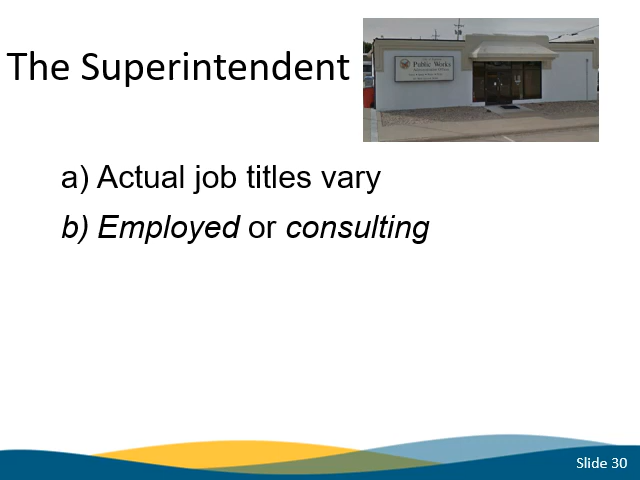 The Superintendent
Public Works
a) Actual job titles vary
b) Employed or consulting
Slide 30